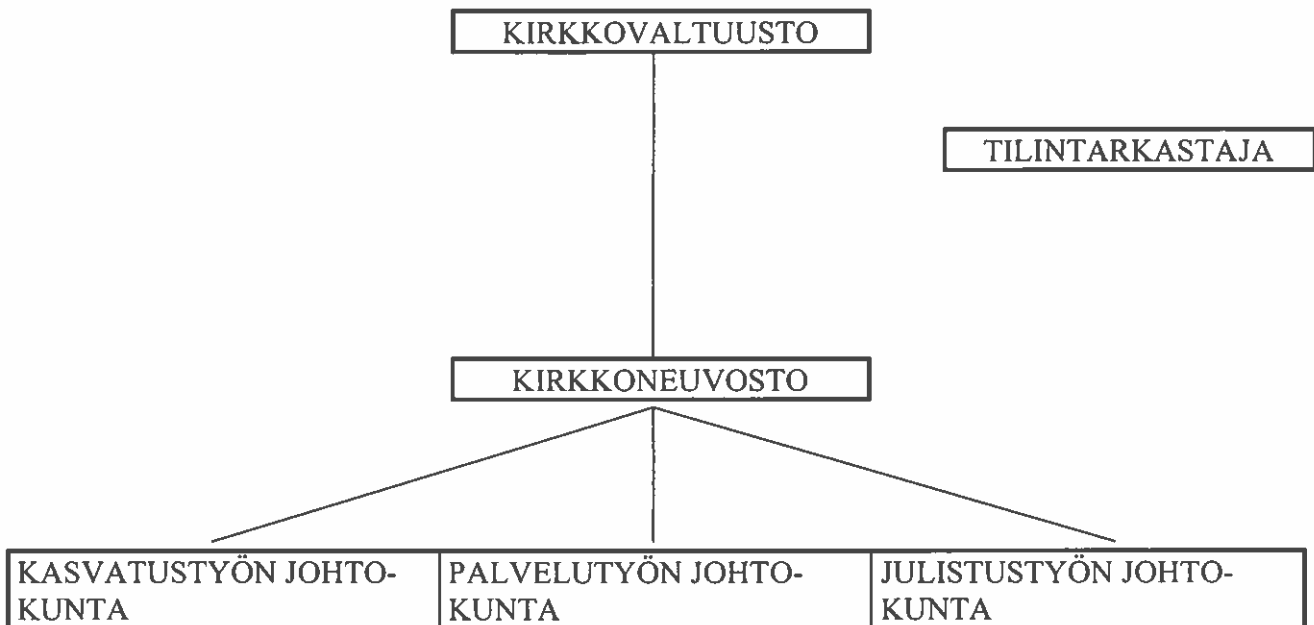 KIRKKOVALTUUSTO
TILINTARKASTAJA
KIRKKONEUVOSTO
KASVATUSTYÖN JOHTO-
KUNTA
PALVELUTYÖN JOHTO-
KUNTA
JULISTUSTYÖN JOHTO-
KUNTA